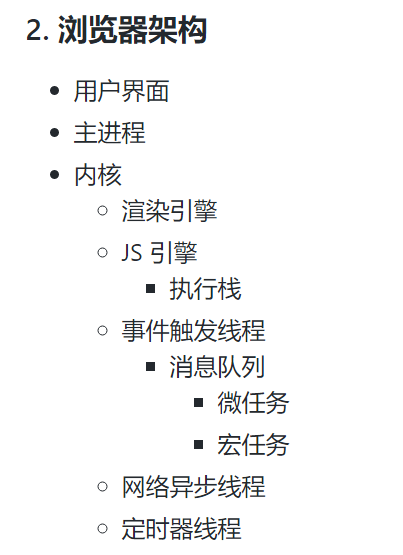 2. 浏览器架构
用户界面
主进程
内核
渲染引擎
JS 引擎
执行栈
事件触发线程
消息队列
微任务
宏任务
网络异步线程
定时器线程